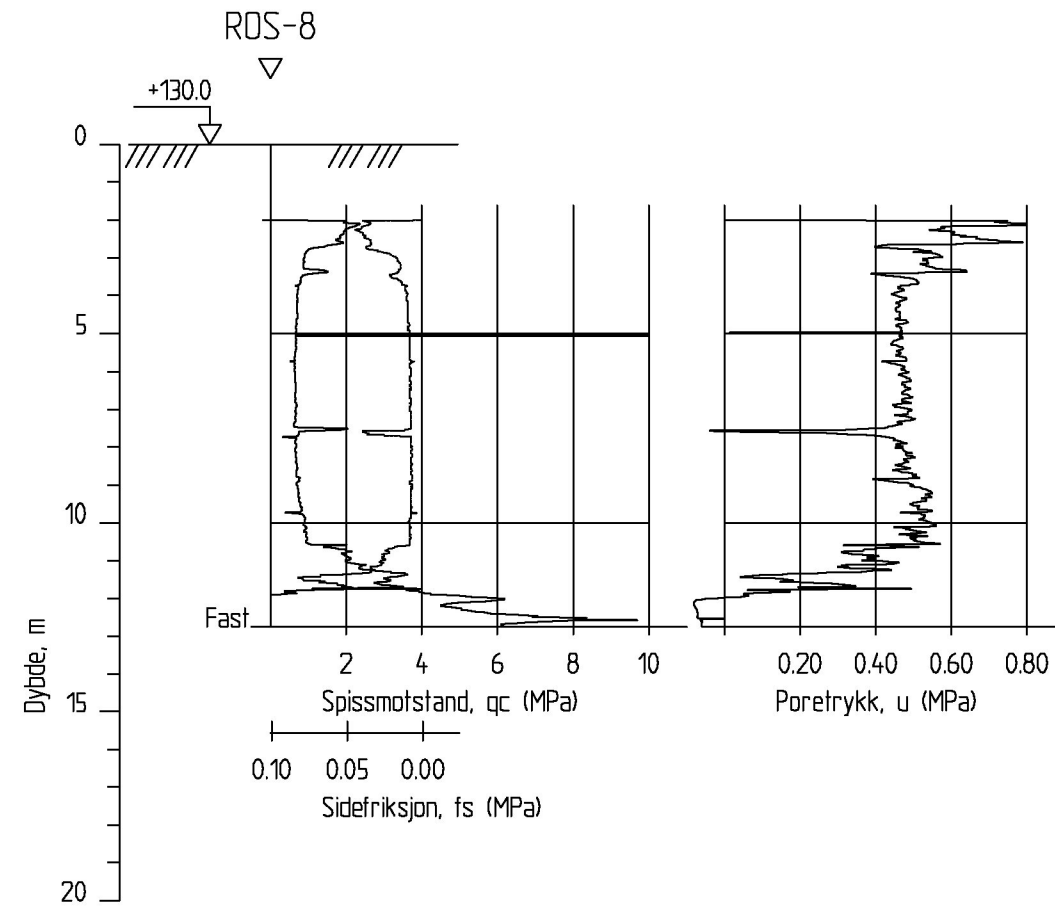 RDS-8
+130.0
0
5
10
15
20
Dybde, m
Fast
2 4 6 8 10
Spissmotstand, qc (MPa)
0.10 0.05 0.00
Sidefriksjon, fs (MPa)
0.20 0.40 0.60 0.80
Poretrykk, u (MPa)